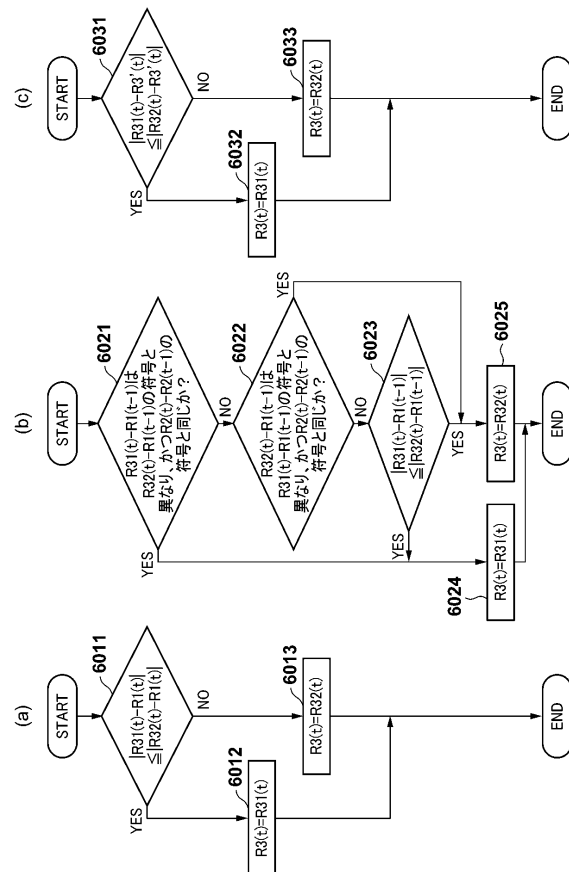 (a)
START
6011
|R31(t)-R1(t)|
≦|R32(t)-R1(t)|
YES
NO
6012
R3(t)=R31(t)
6013
R3(t)=R32(t)
END
(b)
START
6021
R31(t)-R1(t-1)|は
R32(t)-R1(t-1)の符号と
異なり、かつR2(t)-R2(t-1)の
符号と同じか？
YES
NO
6022
R32(t)-R1(t-1)|は
R31(t)-R1(t-1)の符号と
異なり、かつR2(t)-R2(t-1)の
符号と同じか？
YES
NO
6023
|R31(t)-R1(t-1)|
≦|R32(t)-R1(t-1)|
YES
YES
6024
R3(t)=R31(t)
6025
R3(t)=R32(t)
END
(c)
START
6031
|R31(t)-R3'(t)|
≦|R32(t)-R3'(t)|
YES
NO
6032
R3(t)=R31(t)
6033
R3(t)=R32(t)
END